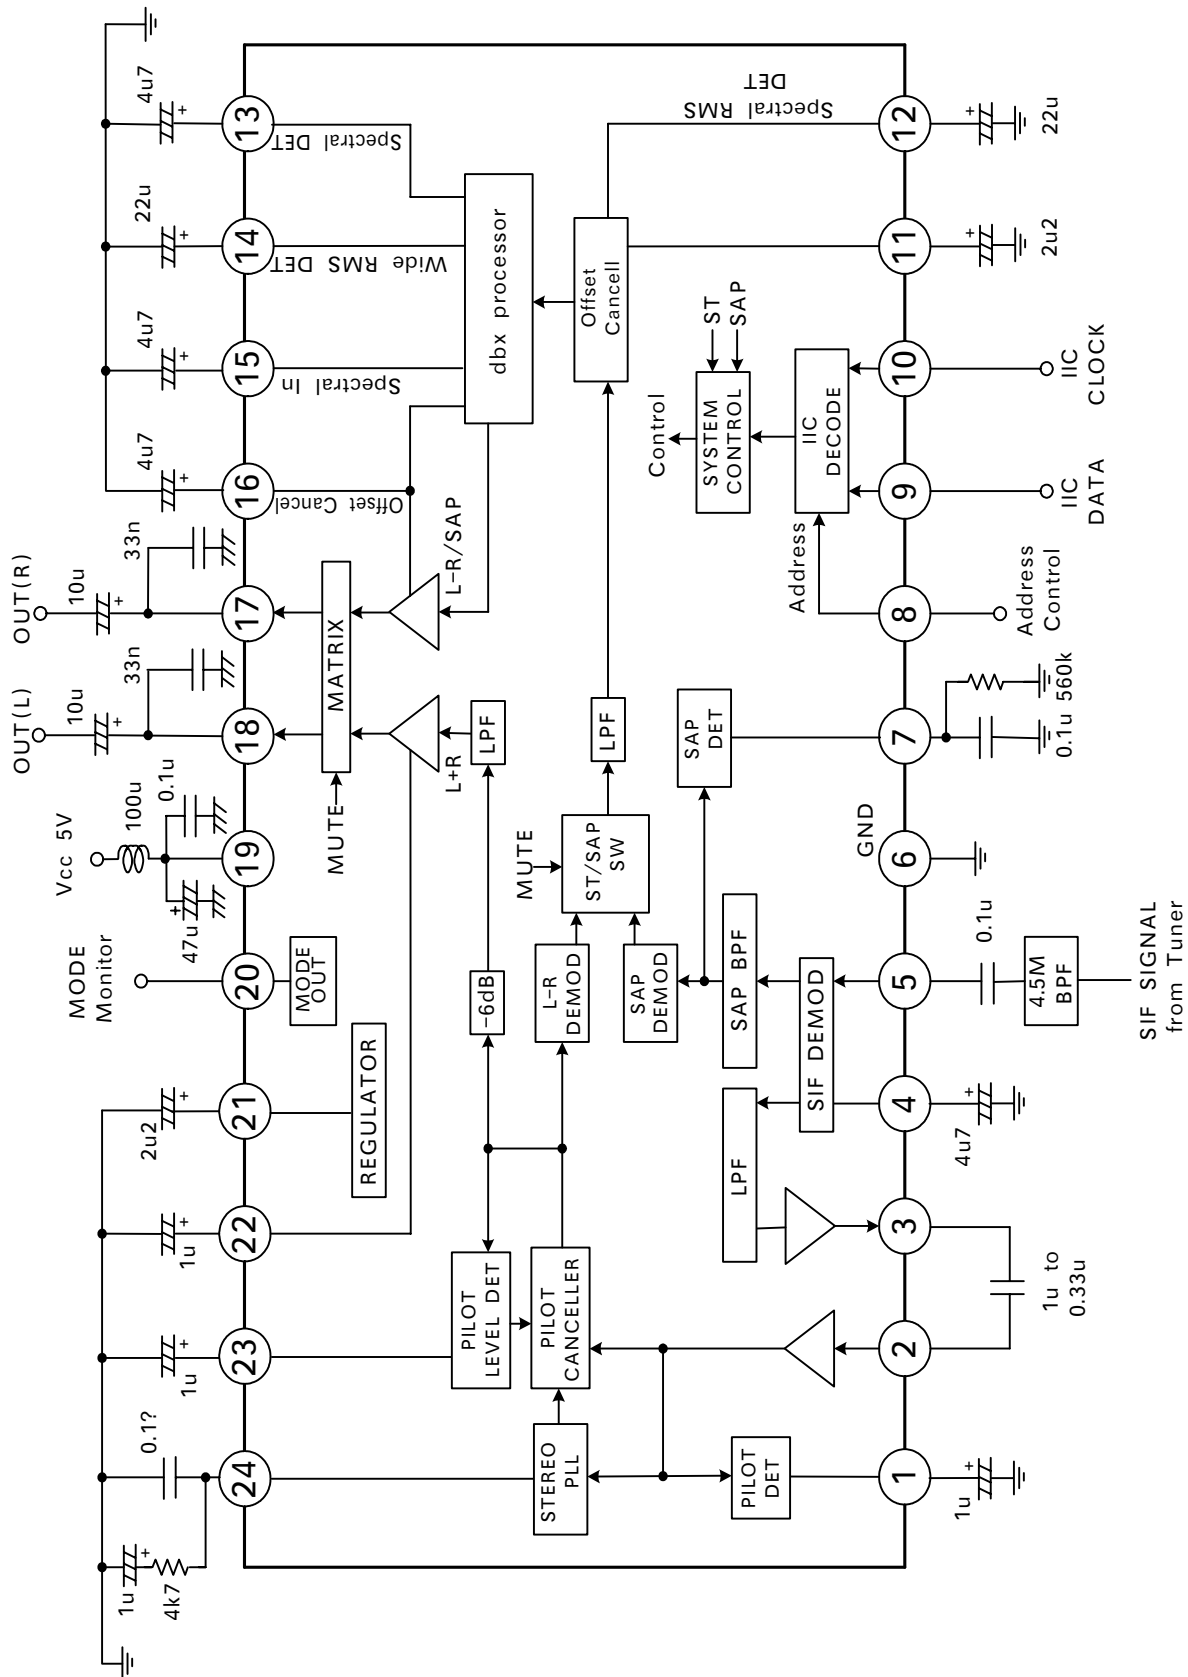 OUT(L)
OUT(R)
MODE
Monitor
Vcc 5V
100u
0.1u
47u
10u
33n
10u
33n
4u7
4u7
22u
4u7
1u
4k7
0.1?
1u
1u
2u2
24
23
22
21
20
19
18
17
16
15
14
13
Offset Cancel
Spectral In
Wide RMS DET
Spectral DET
REGULATOR
MODE
OUT
MUTE
MATRIX
L+R
L-R/SAP
LPF
-6dB
dbx processor
PILOT
LEVEL DET
PILOT
CANCELLER
STEREO
PLL
L-R
DEMOD
SAP
DEMOD
MUTE
ST/SAP
SW
LPF
Offset
Cancell
Spectral RMS
DET
PILOT
DET
LPF
SAP BPF
SIF DEMOD
SAP
DET
Control
SYSTEM
CONTROL
ST
SAP
Address
IIC
DECODE
GND
1
2
3
4
5
6
7
8
9
10
11
12
1u
1u to
0.33u
4u7
0.1u
4.5M
BPF
SIF SIGNAL
from Tuner
0.1u
560k
Address
Control
IIC
DATA
IIC
CLOCK
2u2
22u